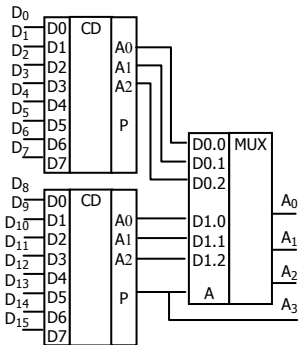 D0
D1
D2
D3
D4
D5
D6
D7
D0 CD
D1 A0
D2 A1
D3 A2
D4
D5 P
D6
D7
D8
D9
D10
D11
D12
D13
D14
D15
D0 CD
D1 A0
D2 A1
D3 A2
D4
D5 P
D6
D7
D0.0 MUX
D0.1
D0.2
D1.0
D1.1
D1.2
A
A0
A1
A2
A3